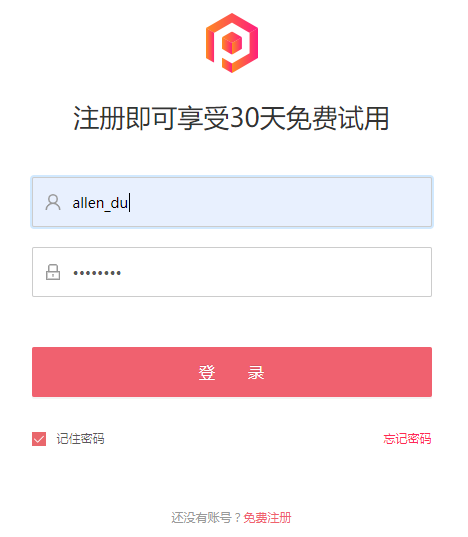 注册即可享受30天免费试用
allen_du
••••••••
登 录
记住密码 忘记密码
还没有账号？免费注册